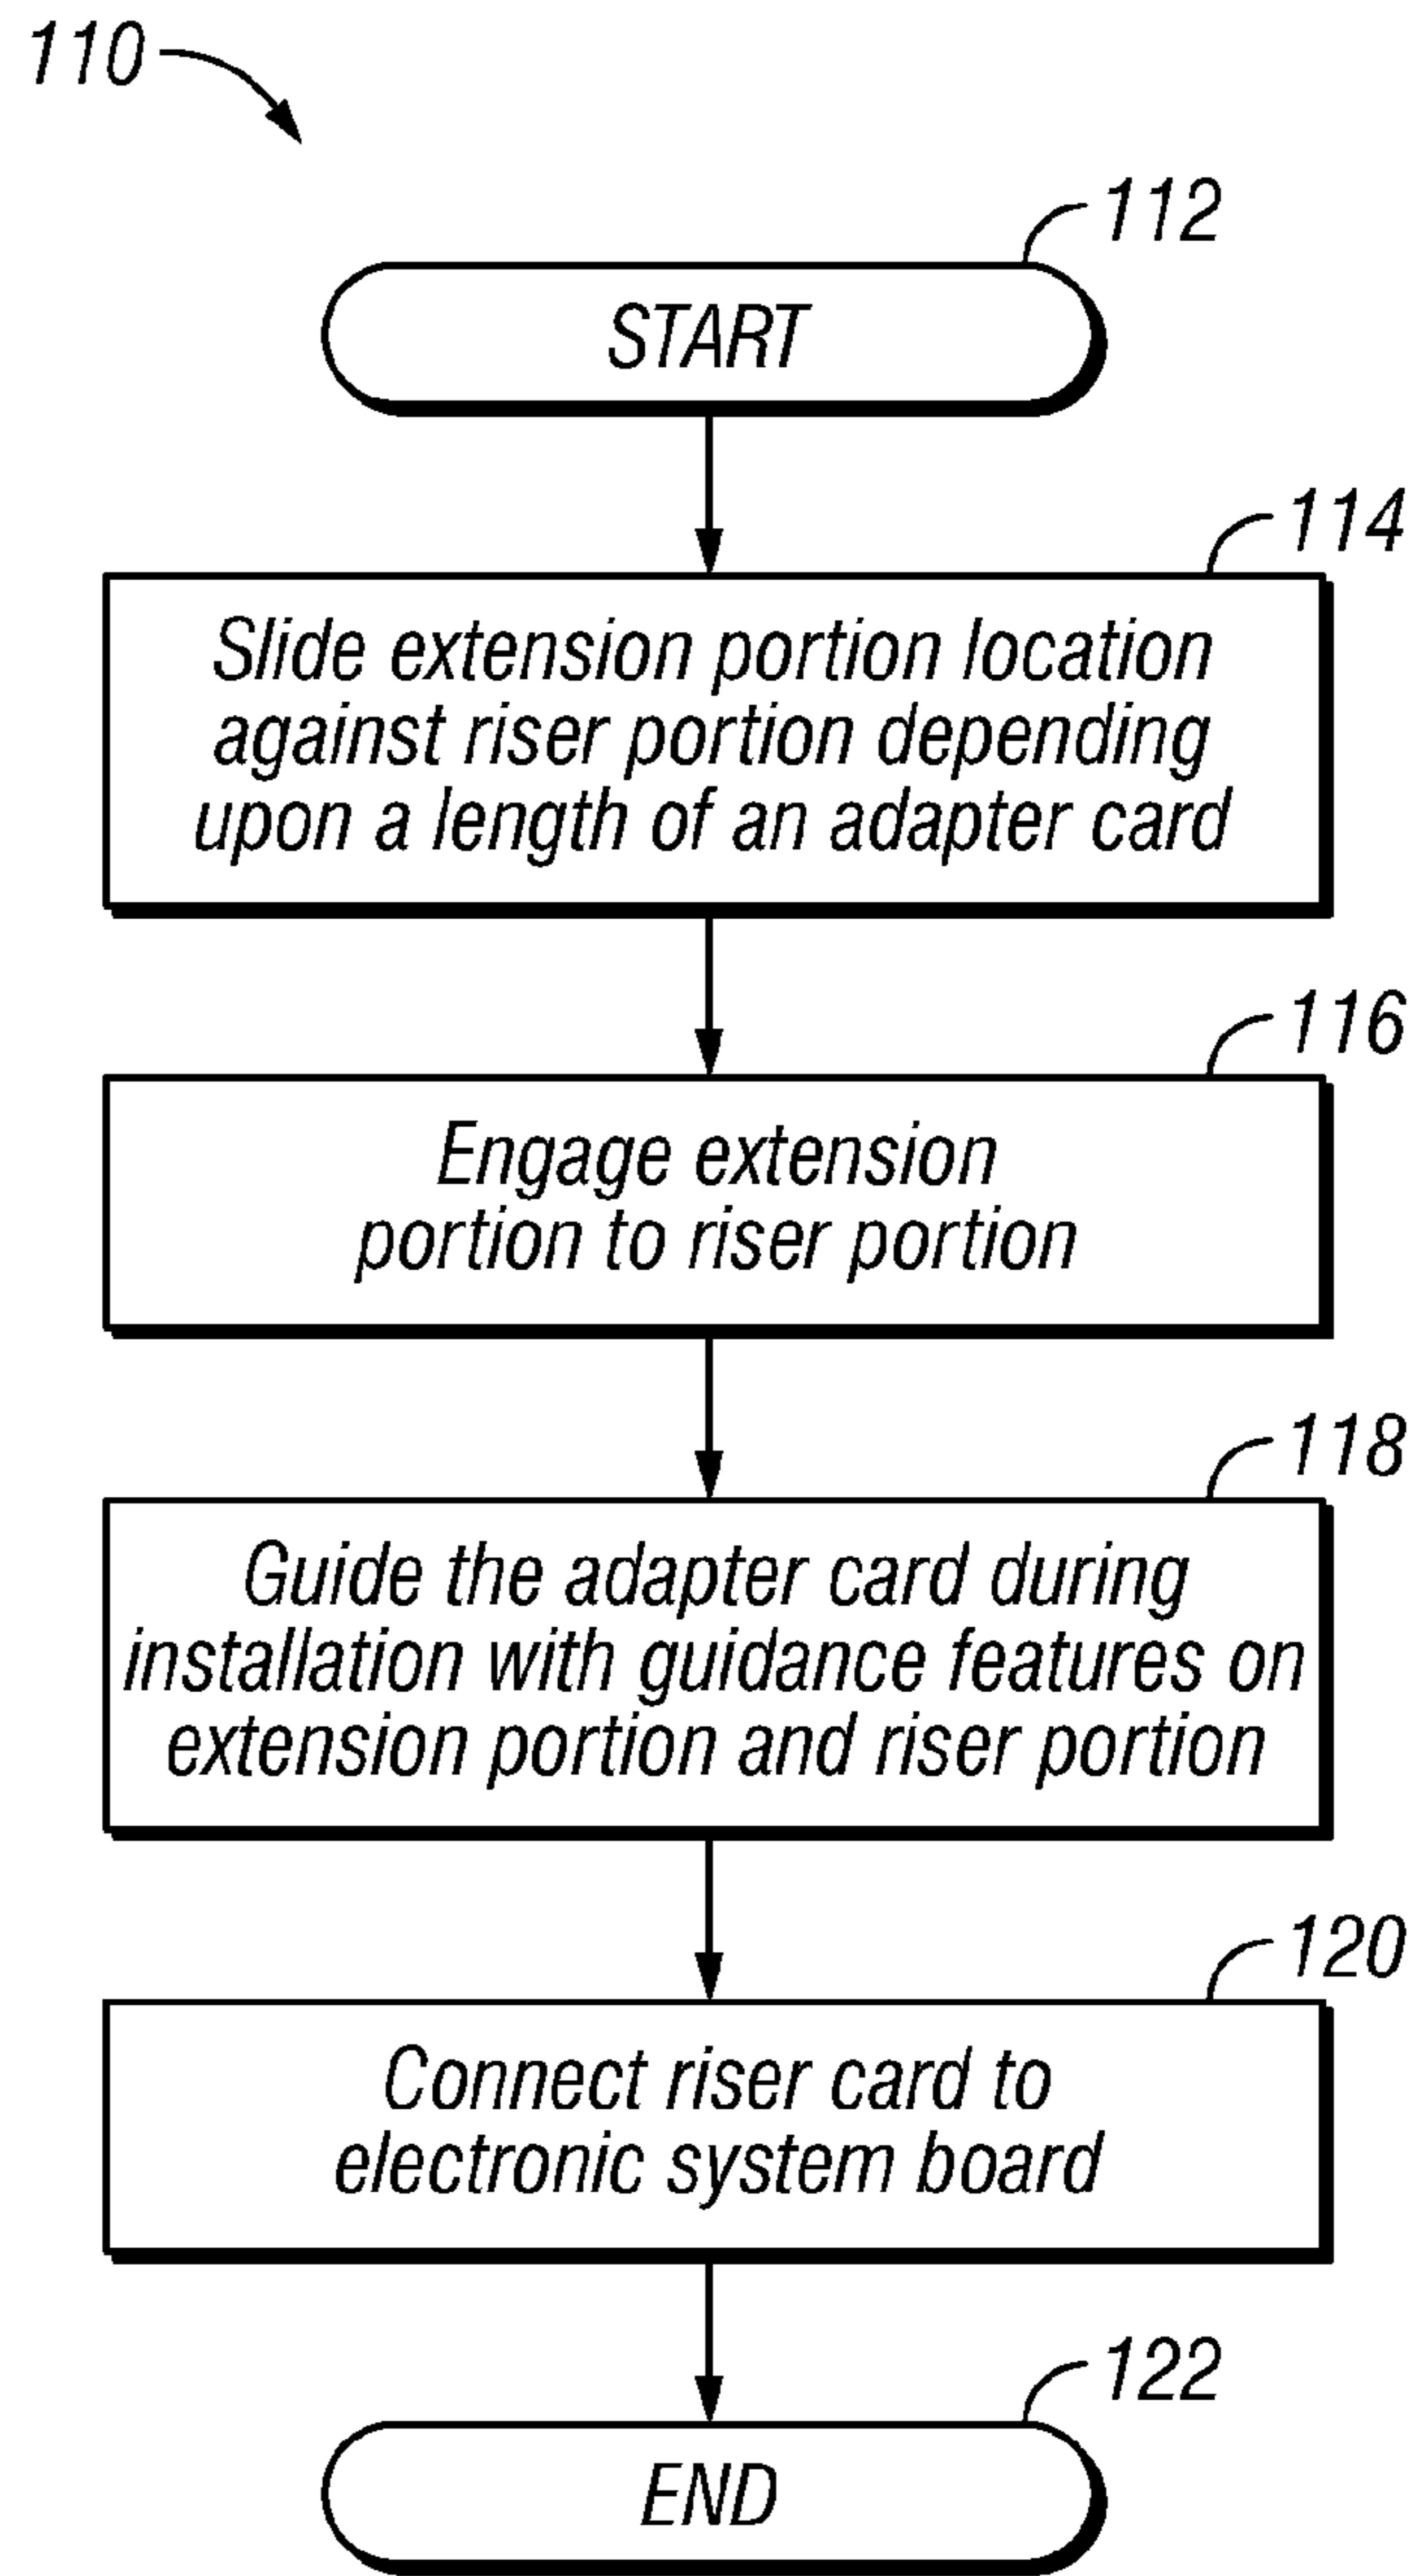 110
112
START
114
Slide extension portion location
against riser portion depending
upon a length of an adapter card
116
Engage extension
portion to riser portion
118
Guide the adapter card during
installation with guidance features on
extension portion and riser portion
120
Connect riser card to
electronic system board
122
END